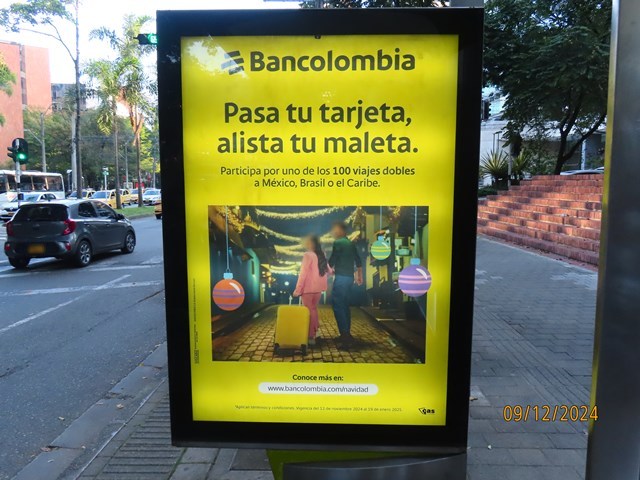 Bancolombia
Pasa tu tarjeta,
alista tu maleta.
Participa por uno de los 100 viajes dobles
a México, Brasil o el Caribe.
Conoce más en:
www.bancolombia.com/navidad
09/12/2024